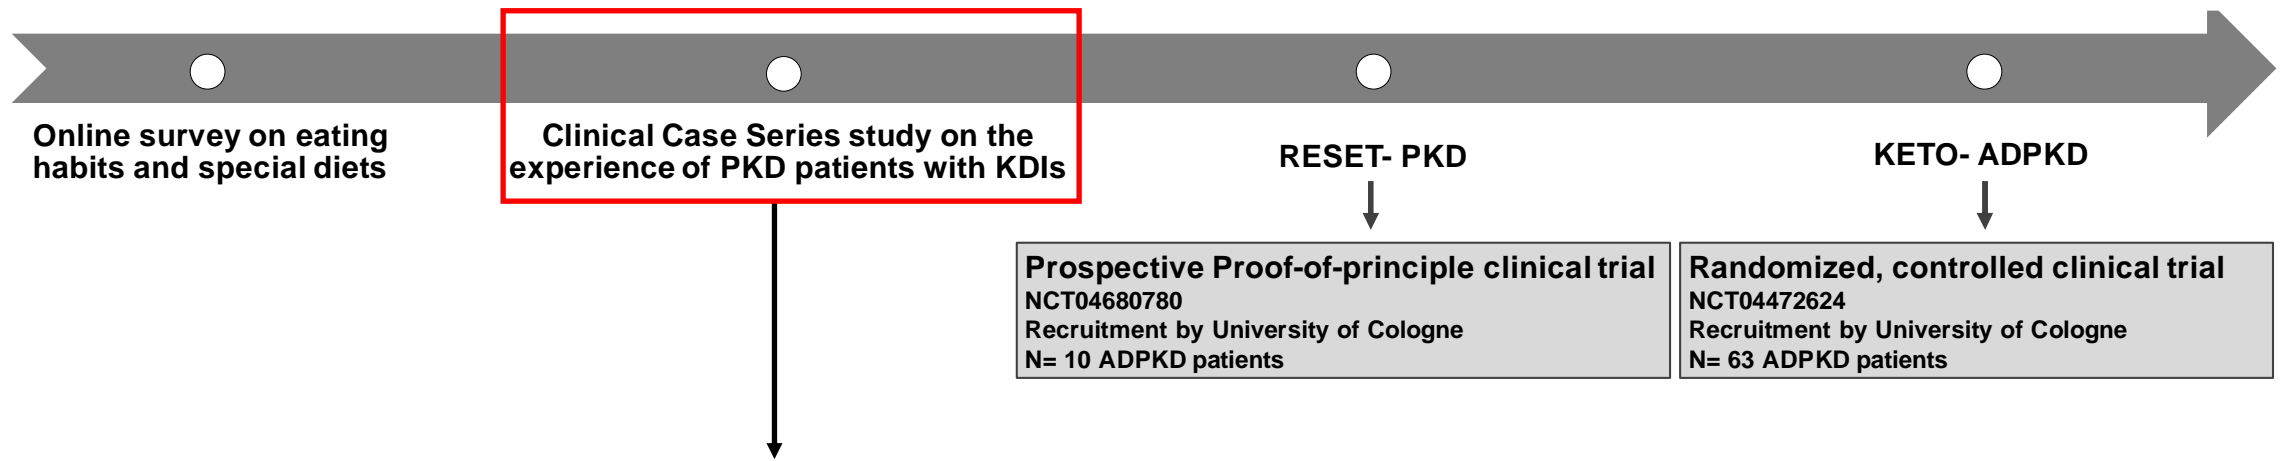 Online survey on eating
habits and special diets
Clinical Case Series study on the
experience of PKD patients with KDIs
RESET- PKD
KETO- ADPKD
Prospective Proof-of-principle clinical trial
NCT04680780
Recruitment by University of Cologne
N= 10 ADPKD patients
Randomized, controlled clinical trial
NCT04472624
Recruitment by University of Cologne
N= 63 ADPKD patients